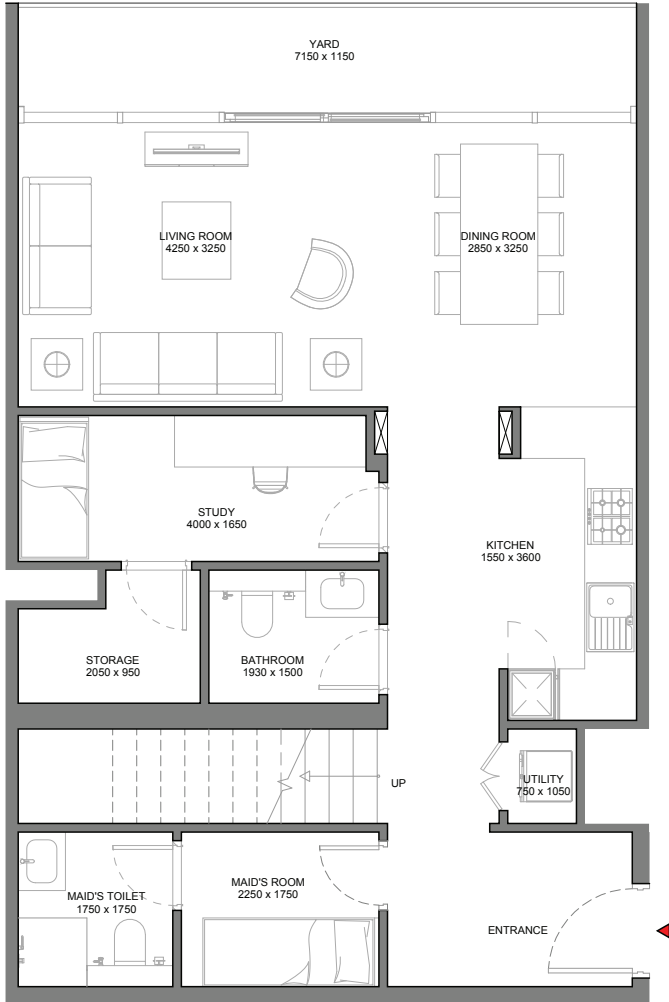 YARD
7150 x 1150
LIVING ROOM
4250 x 3250
DINING ROOM
2850 x 3250
STUDY
4000 x 1650
KITCHEN
1550 x 3600
STORAGE
2050 x 950
BATHROOM
1930 x 1500
UP
UTILITY
750 x 1050
MAID'S TOILET
1750 x 1750
MAID'S ROOM
2250 x 1750
ENTRANCE